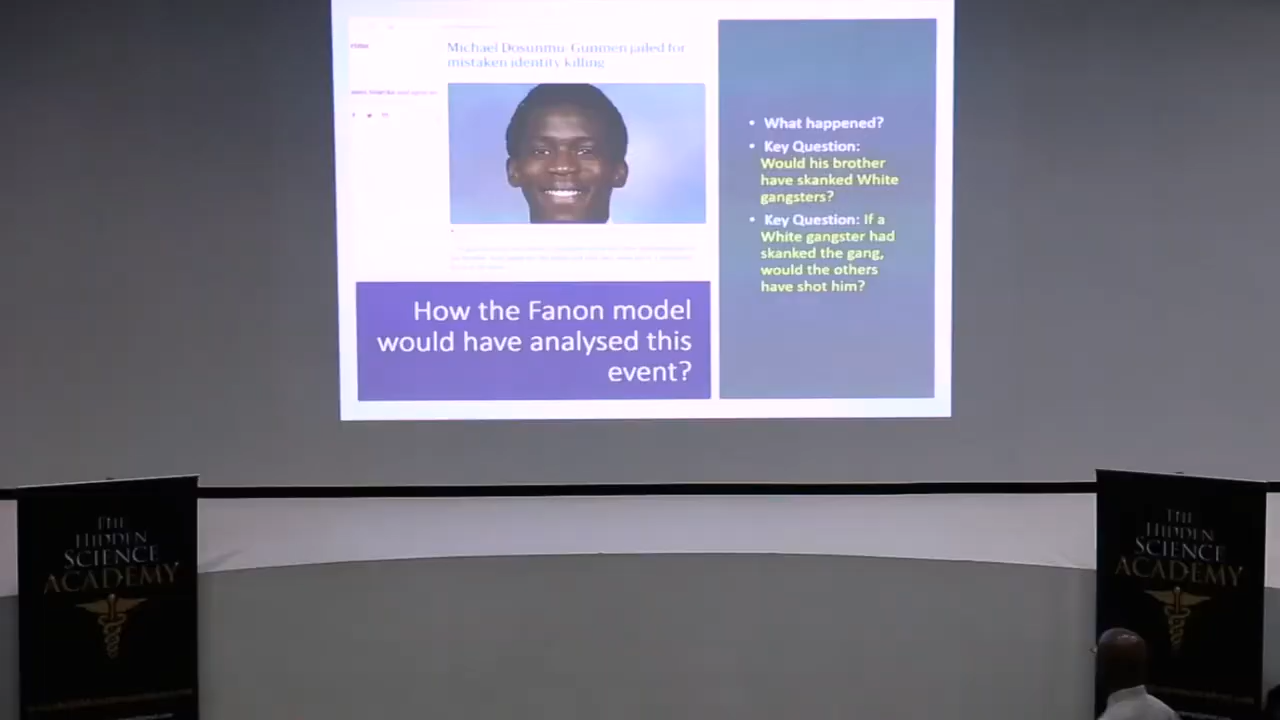 Michael Dosunmu: Gunmen jailed for
mistaken identity killing
How the Fanon model
would have analysed this
event?
• What happened?
• Key Question:
Would his brother
have skanked White
gangsters?
• Key Question: If a
White gangster had
skanked the gang,
would the others
have shot him?
THE
HIDDEN
SCIENCE
ACADEMY
THE
HIDDEN
SCIENCE
ACADEMY